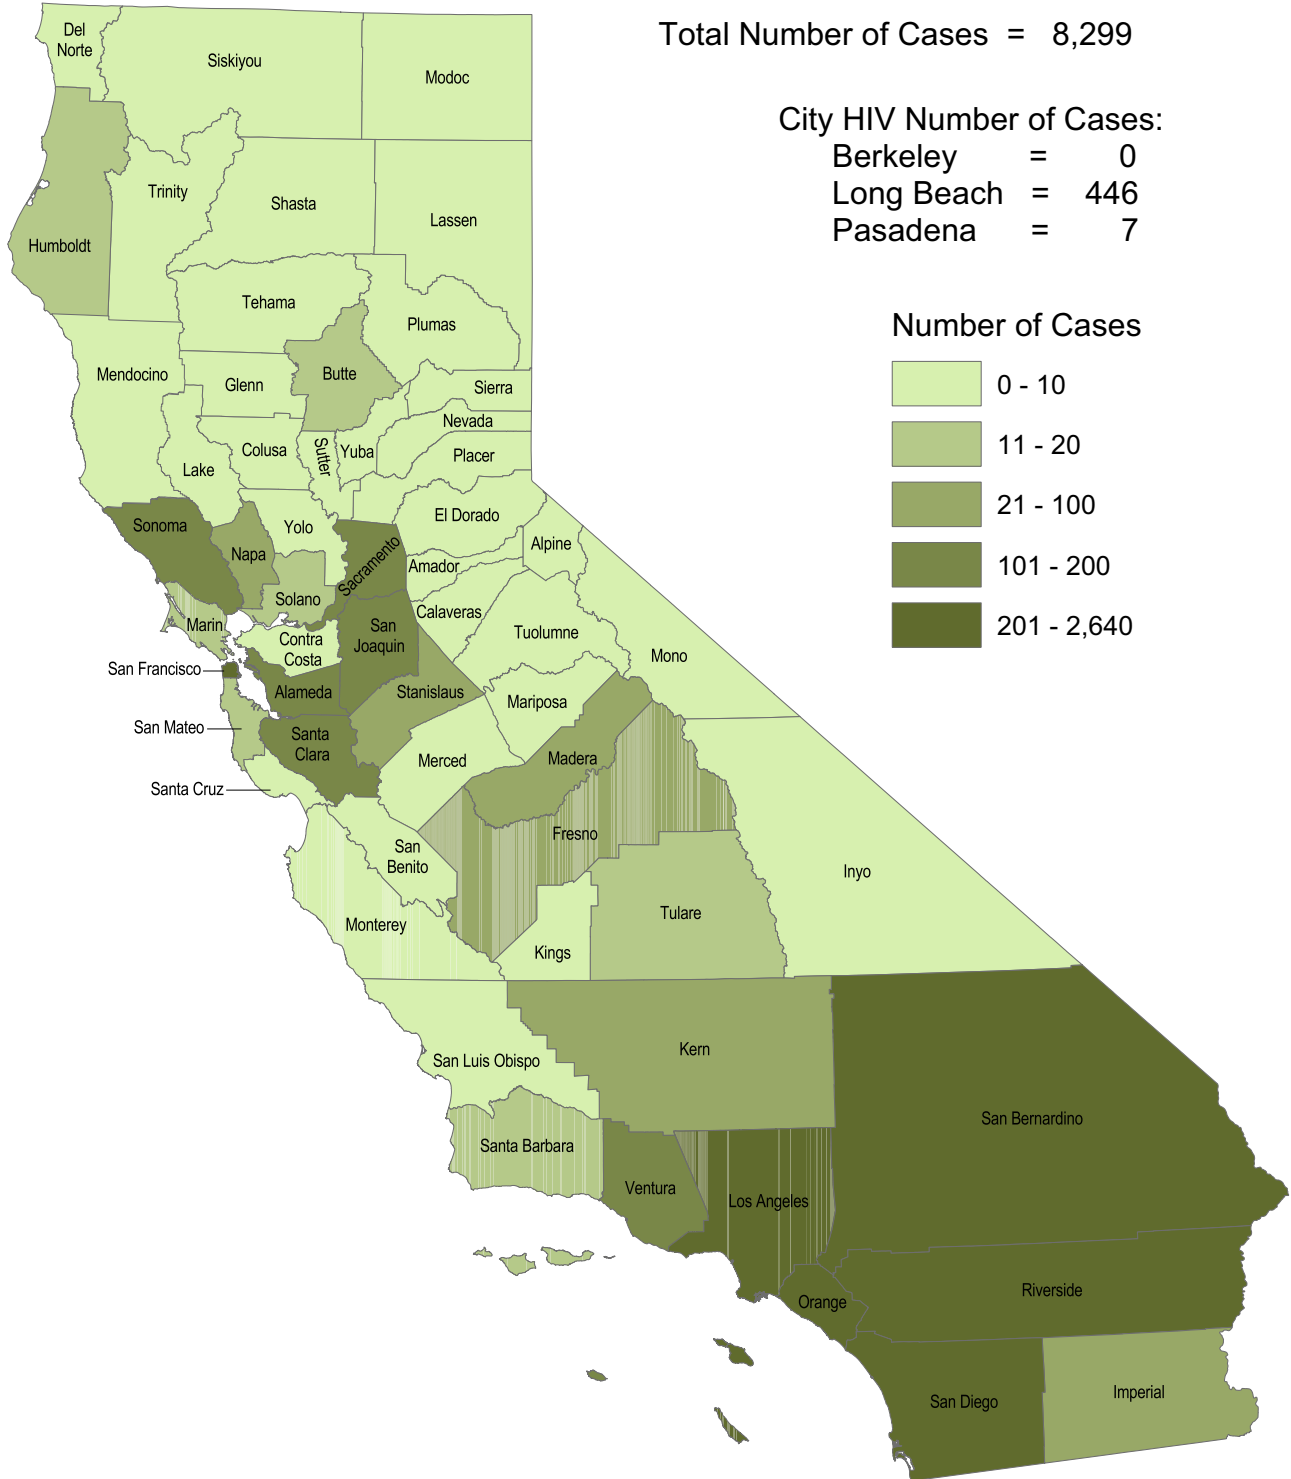 Total Number of Cases = 8,299
City HIV Number of Cases:
Berkeley = 0
Long Beach = 446
Pasadena = 7
Number of Cases
0 - 10
11 - 20
21 - 100
101 - 200
201 - 2,640
Del
Norte
Siskiyou
Modoc
Trinity
Shasta
Lassen
Humboldt
Tehama
Plumas
Mendocino
Glenn
Butte
Sierra
Nevada
Colusa
Sutter
Yuba
Placer
Lake
El Dorado
Sonoma
Yolo
Napa
Sacramento
Alpine
Amador
Solano
Calaveras
Marin
San
Joaquin
Tuolumne
Contra
Costa
Mono
San Francisco
Alameda
Stanislaus
Mariposa
San Mateo
Santa
Clara
Merced
Madera
Santa Cruz
Fresno
San
Benito
Inyo
Monterey
Tulare
Kings
San Luis Obispo
Kern
San Bernardino
Santa Barbara
Ventura
Los Angeles
Orange
Riverside
San Diego
Imperial